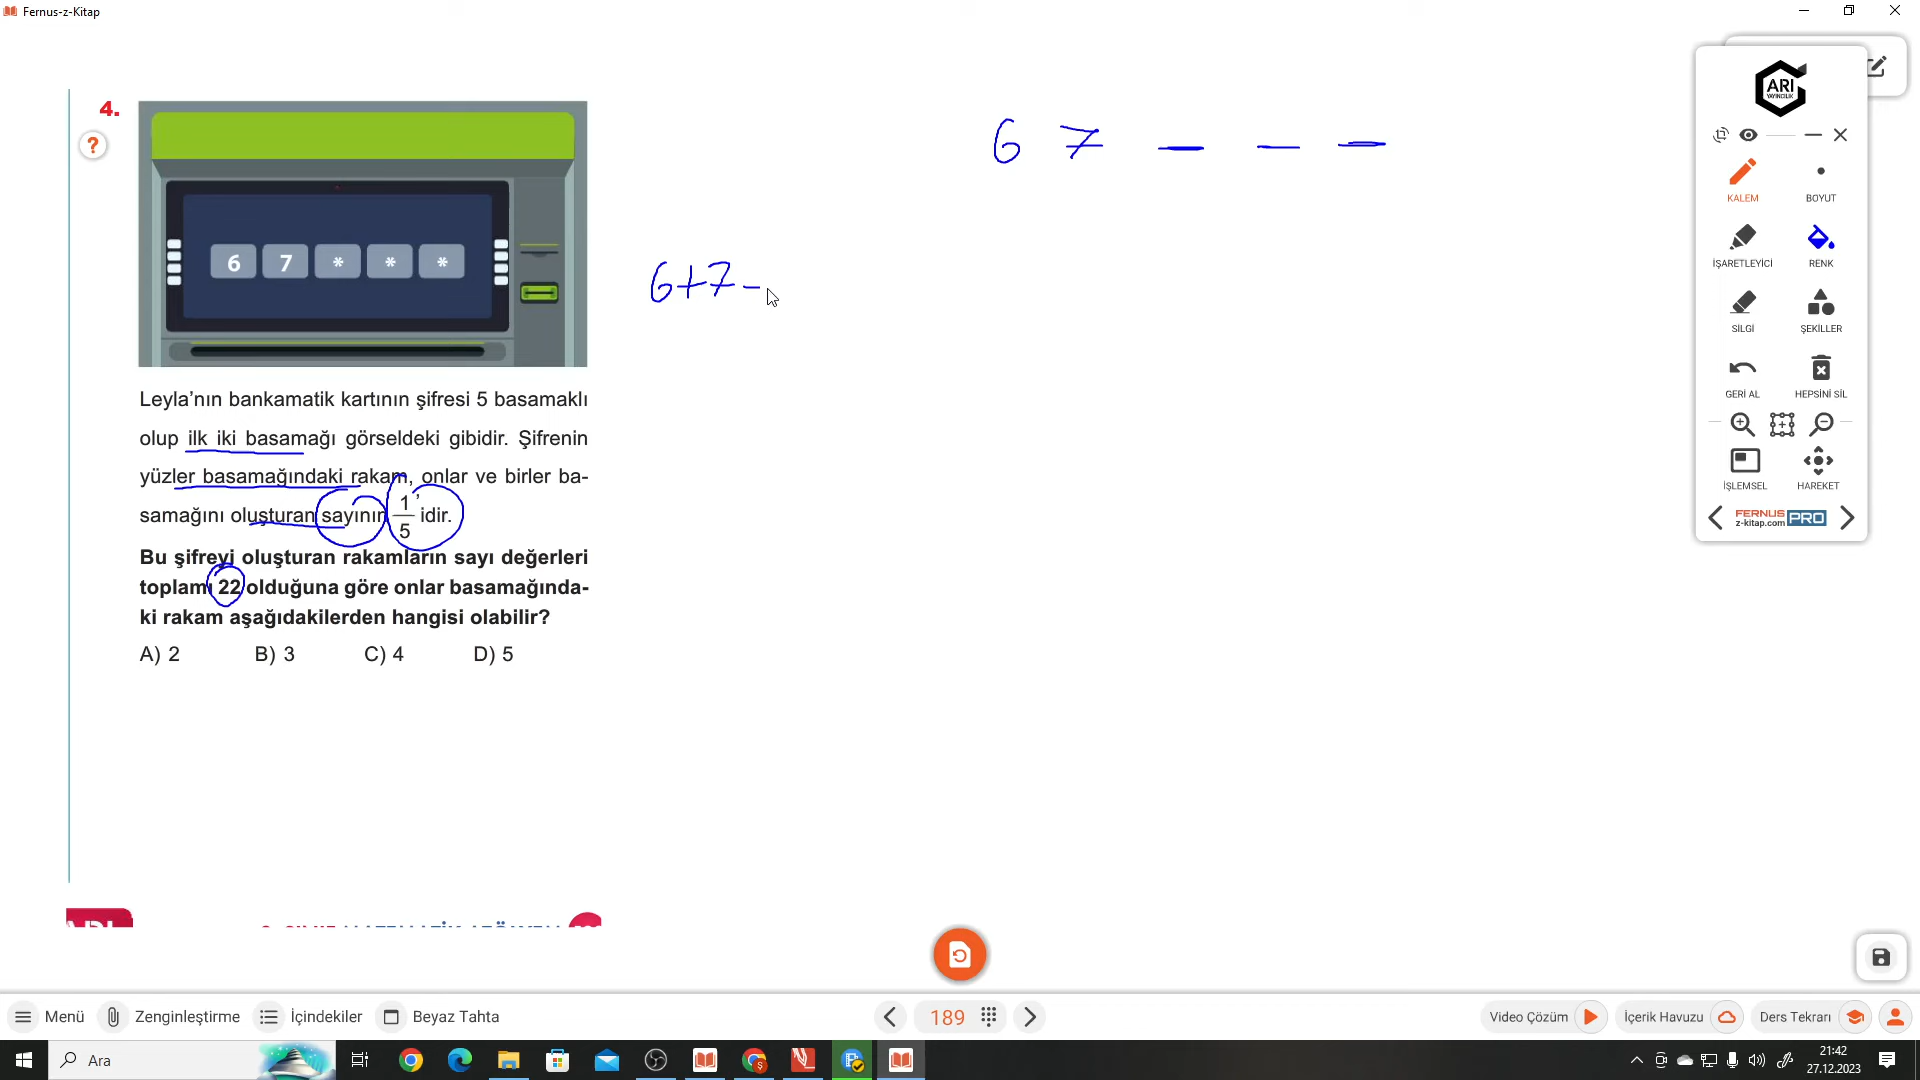 Fernus-z-Kitap
4.
?
6 7 * * *
6 7 _ _ _
6+7-
Leyla’nın bankamatik kartının şifresi 5 basamaklı
olup ilk iki basamağı görseldeki gibidir. Şifrenin
yüzler basamağındaki rakam, onlar ve birler ba-
samağını oluşturan sayının 1/5’idir.
Bu şifreyi oluşturan rakamların sayı değerleri
toplamı 22 olduğuna göre onlar basamağında-
ki rakam aşağıdakilerden hangisi olabilir?
A) 2 B) 3 C) 4 D) 5
ARI
YAYINCILIK
KALEM BOYUT
İŞARETLEYİCİ RENK
SİLGİ ŞEKİLLER
GERİ AL HEPSİNİ SİL
İŞLEMSEL HAREKET
FERNUS
z-kitap.com PRO
Menü Zenginleştirme İçindekiler Beyaz Tahta 189 Video Çözüm İçerik Havuzu Ders Tekrarı
Ara
21:42
27.12.2023